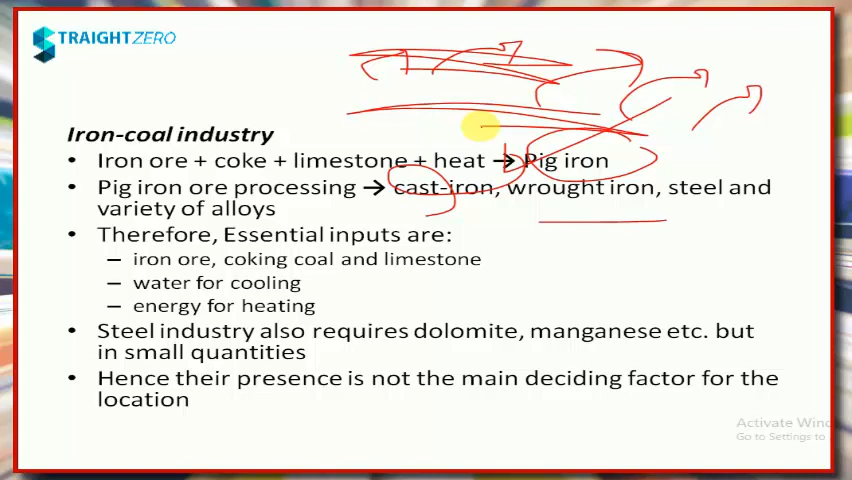 TRAIGHTZERO
Iron-coal industry
• Iron ore + coke + limestone + heat → Pig iron
• Pig iron ore processing → cast-iron, wrought iron, steel and
variety of alloys
• Therefore, Essential inputs are:
– iron ore, coking coal and limestone
– water for cooling
– energy for heating
• Steel industry also requires dolomite, manganese etc. but
in small quantities
• Hence their presence is not the main deciding factor for the
location
Activate Wind
Go to Settings to